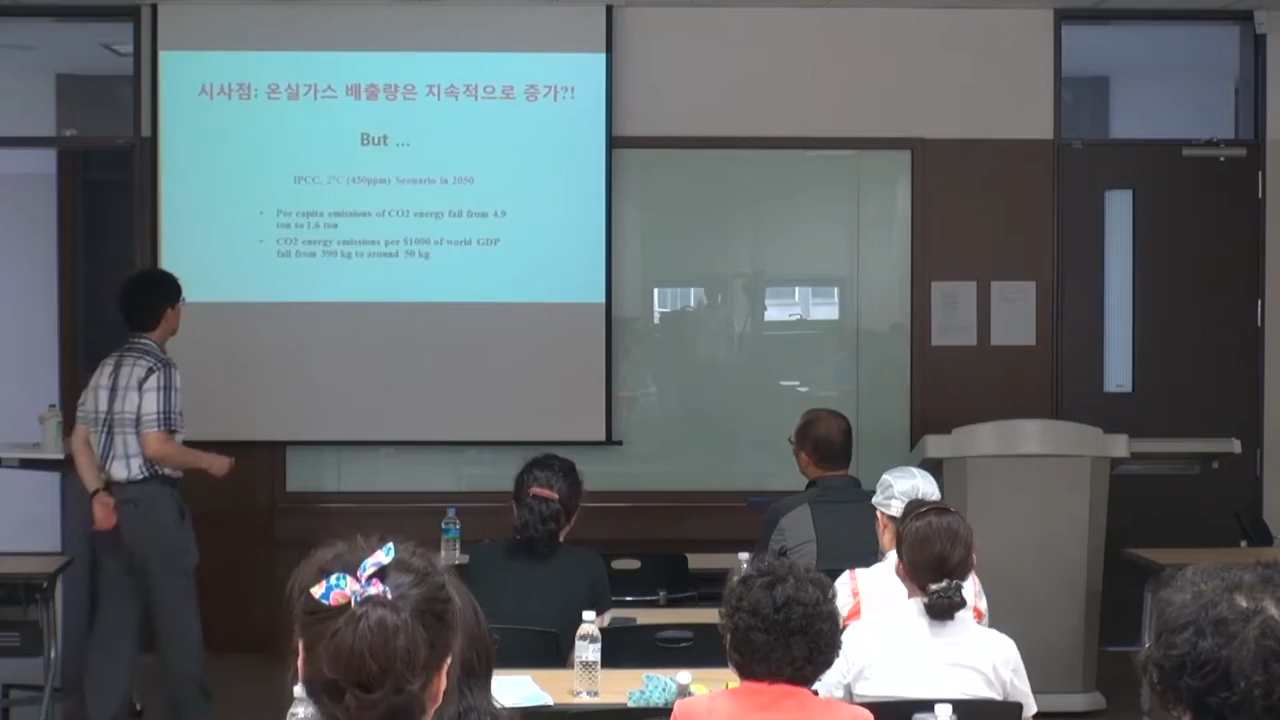 시사점: 온실가스 배출량은 지속적으로 증가?!
But ...
IPCC, 2°C (450ppm) Scenario in 2050
• Per capita emissions of CO2 energy fall from 4.9
ton to 1.6 ton
• CO2 energy emissions per $1000 of world GDP
fall from 390 kg to around 50 kg